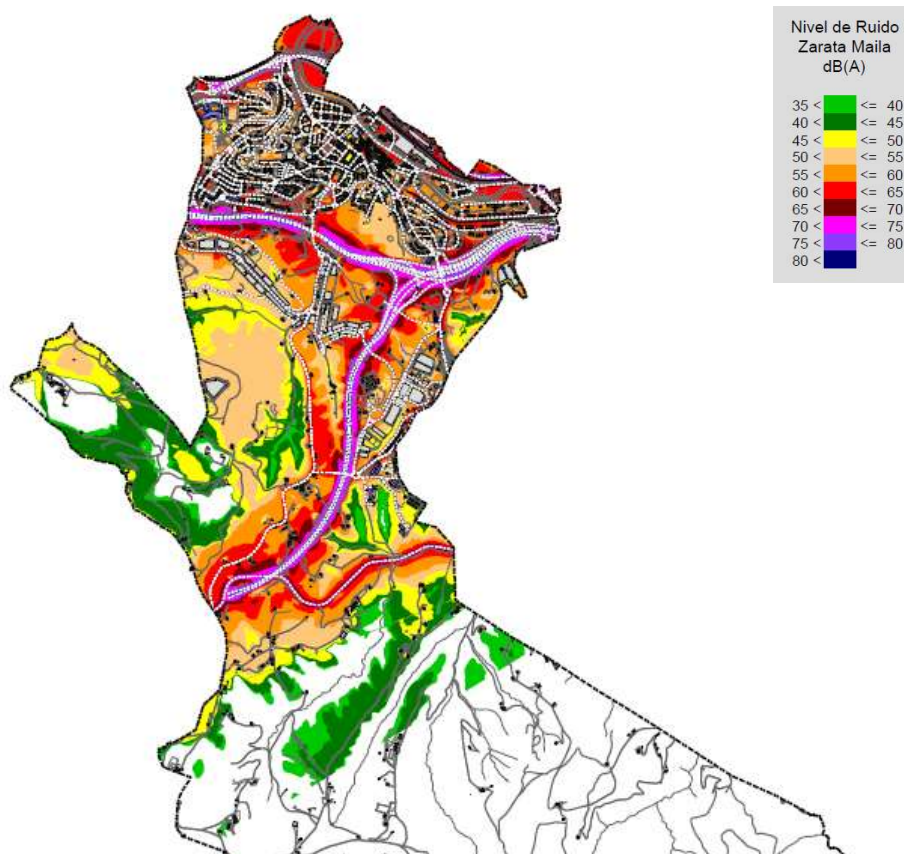 Nivel de Ruido
Zarata Maila
dB(A)
35 < <= 40
40 < <= 45
45 < <= 50
50 < <= 55
55 < <= 60
60 < <= 65
65 < <= 70
70 < <= 75
75 < <= 80
80 <